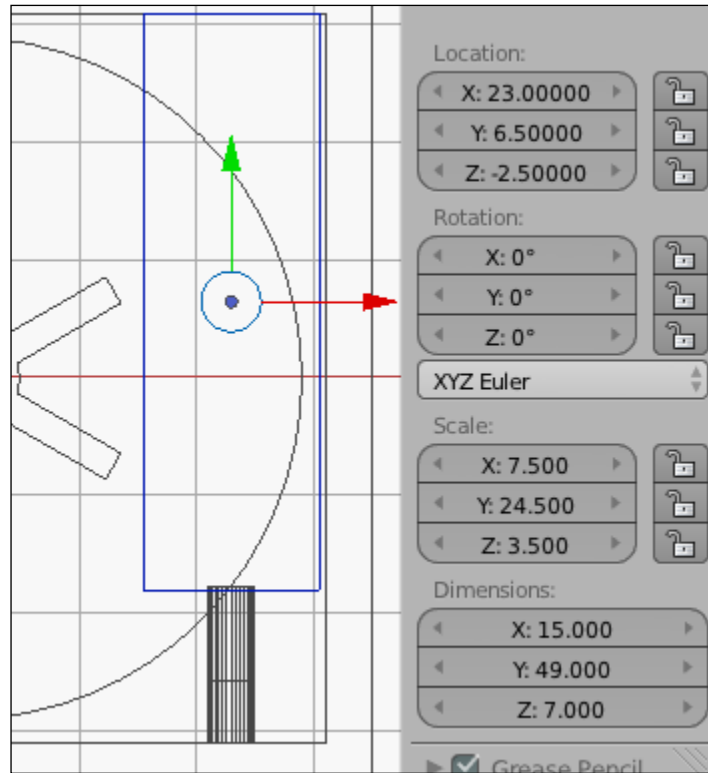 Location:
X: 23.00000
Y: 6.50000
Z: -2.50000
Rotation:
X: 0°
Y: 0°
Z: 0°
XYZ Euler
Scale:
X: 7.500
Y: 24.500
Z: 3.500
Dimensions:
X: 15.000
Y: 49.000
Z: 7.000
Grease Pencil